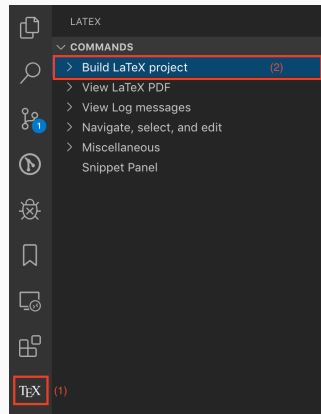 LATEX
COMMANDS
Build LaTeX project (2)
View LaTeX PDF
View Log messages
Navigate, select, and edit
Miscellaneous
Snippet Panel
1
TEX (1)